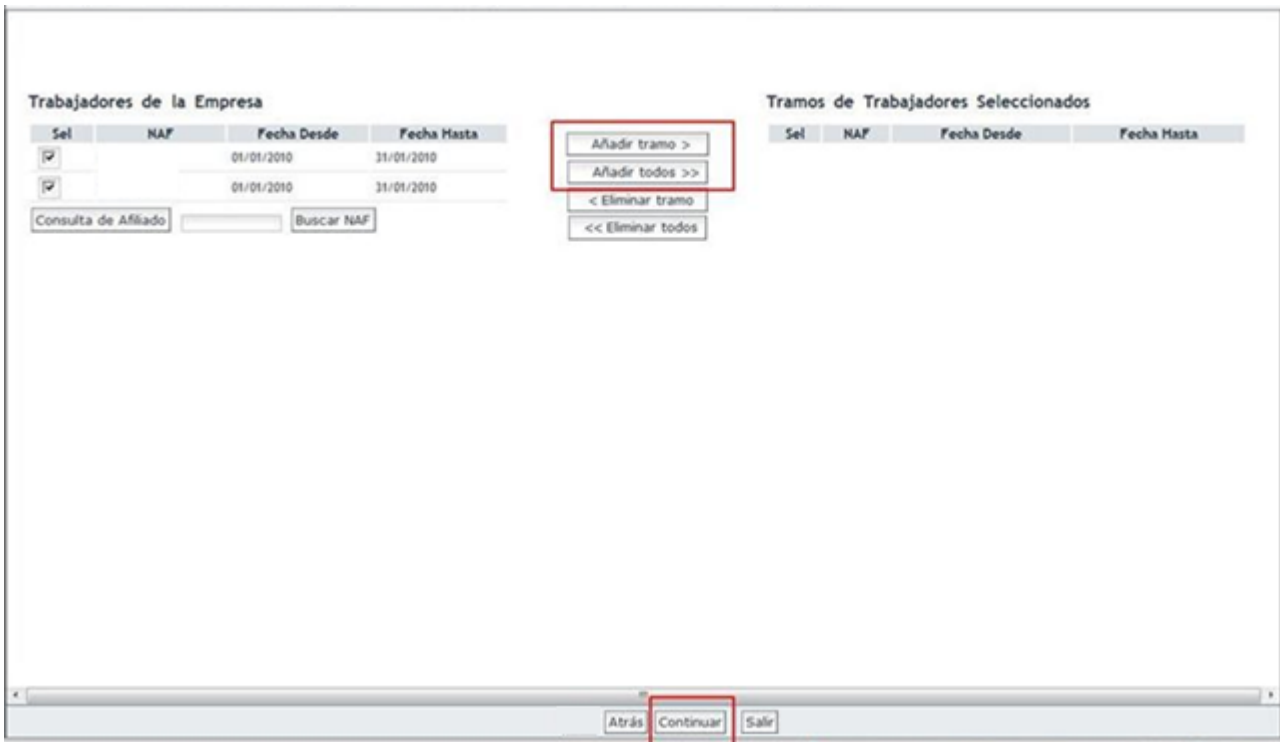 Trabajadores de la Empresa
Sel NAF Fecha Desde Fecha Hasta
01/01/2010 31/01/2010
01/01/2010 31/01/2010
Consulta de Afiliado Buscar NAF
Añadir tramo >
Añadir todos >>
< Eliminar tramo
<< Eliminar todos
Tramos de Trabajadores Seleccionados
Sel NAF Fecha Desde Fecha Hasta
Atrás Continuar Salir